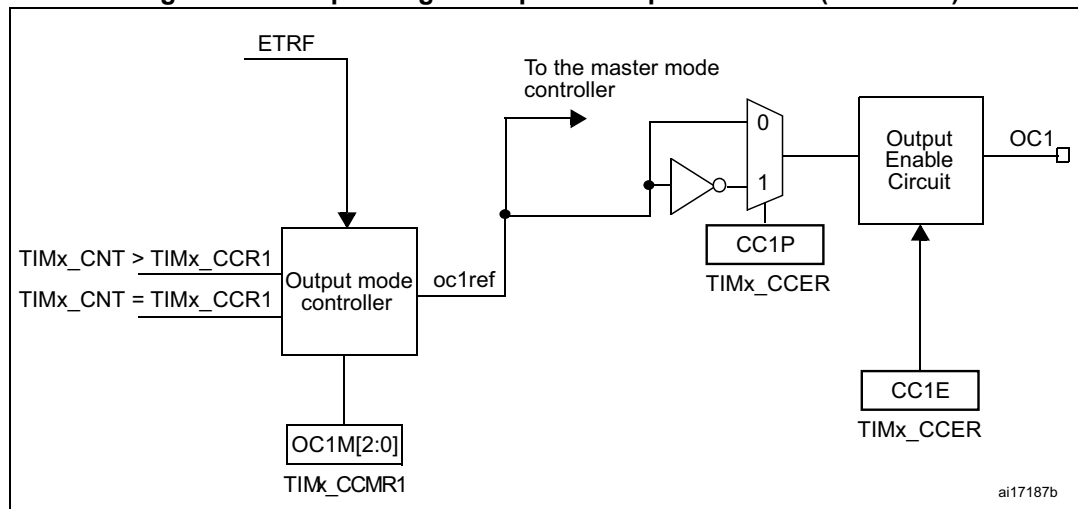 ETRF
To the master mode
controller
0
1
CC1P
TIMx_CCER
Output
Enable
Circuit
OC1
TIMx_CNT > TIMx_CCR1
TIMx_CNT = TIMx_CCR1
Output mode
controller
oc1ref
OC1M[2:0]
TIMx_CCMR1
CC1E
TIMx_CCER
ai17187b